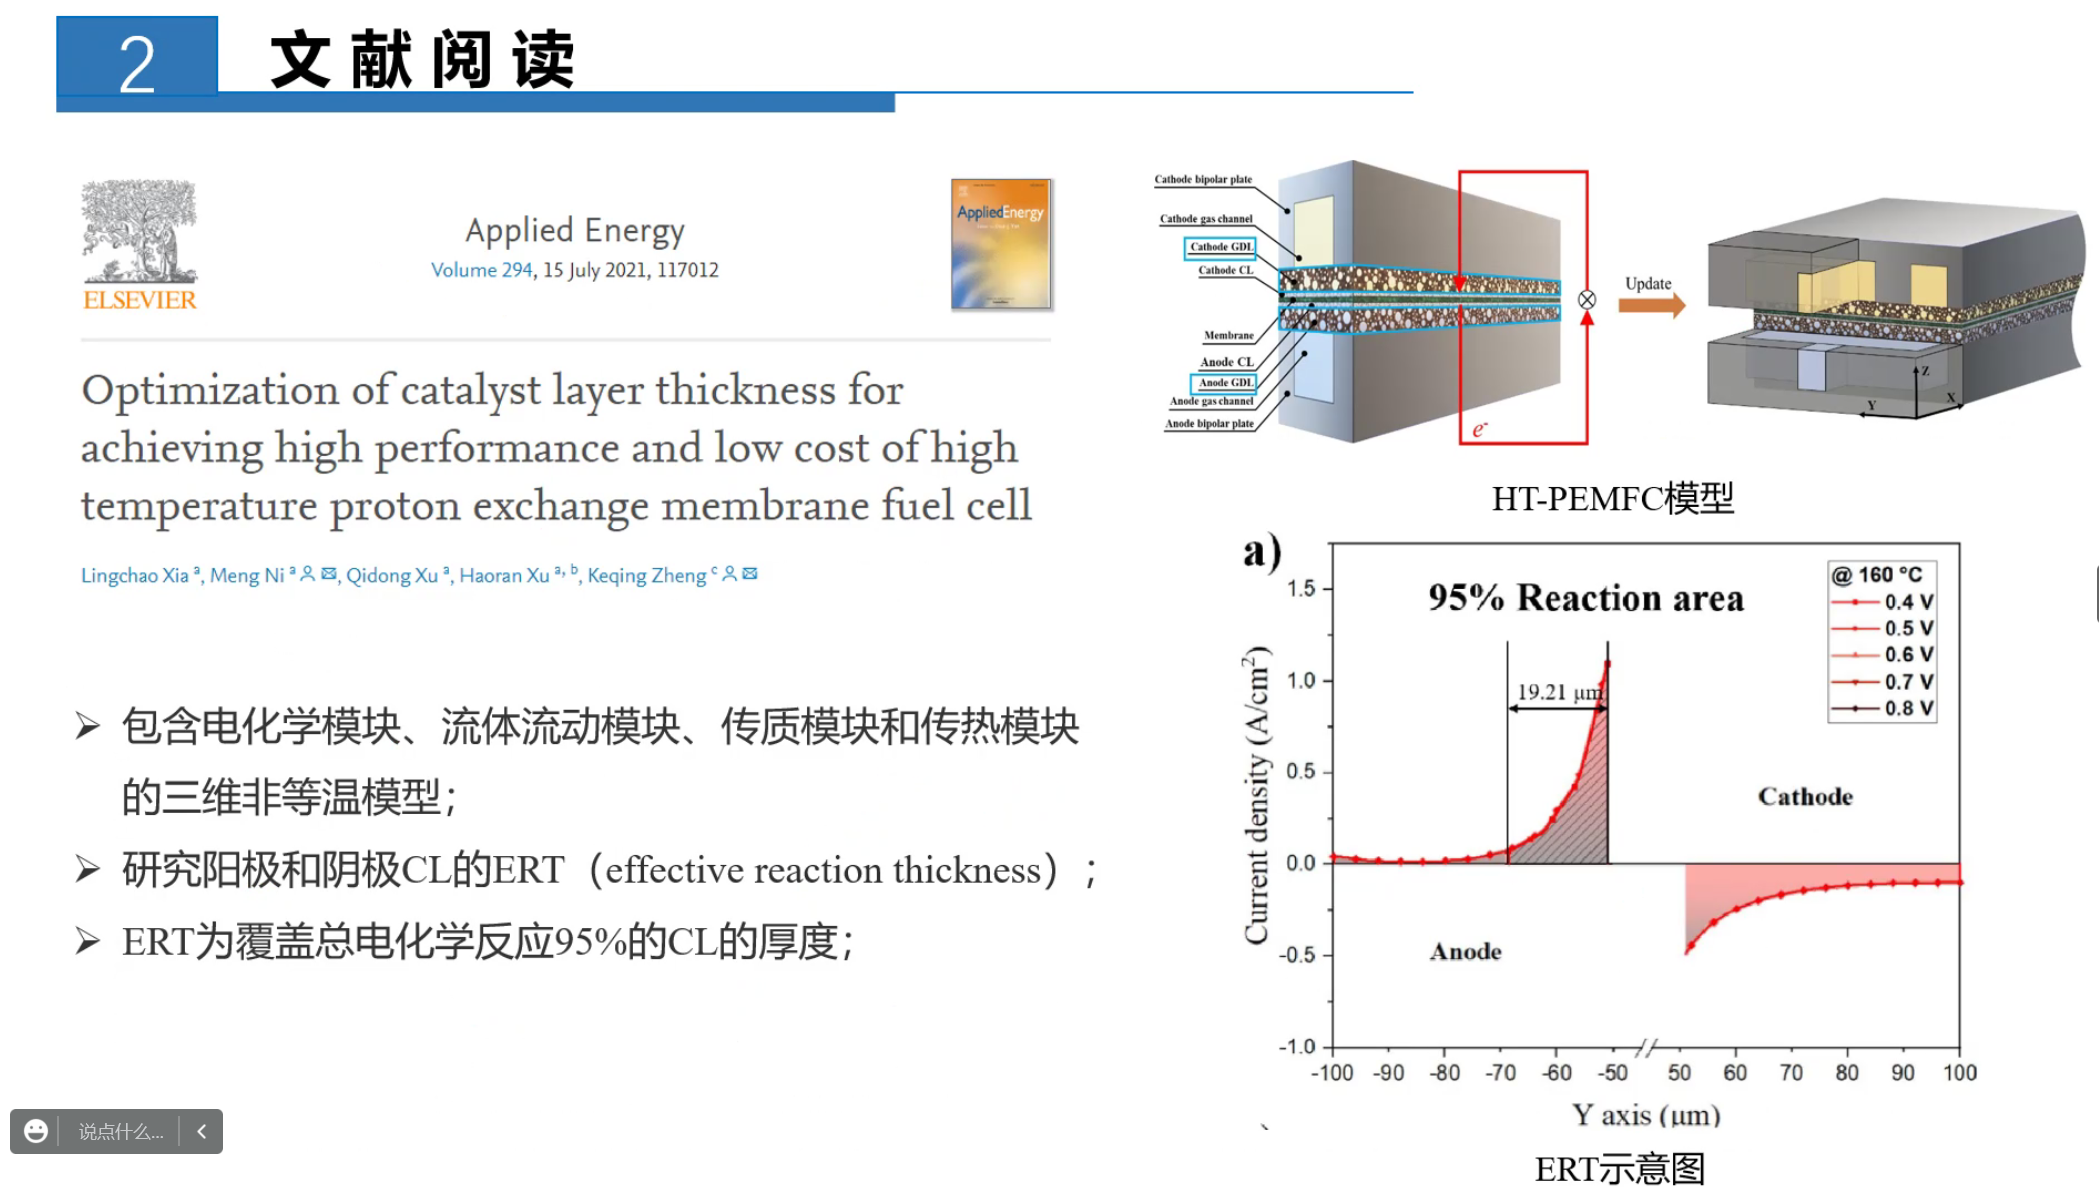 2
文献阅读
ELSEVIER
Applied Energy
Volume 294, 15 July 2021, 117012
AppliedEnergy
Optimization of catalyst layer thickness for
achieving high performance and low cost of high
temperature proton exchange membrane fuel cell
Lingchao Xia a, Meng Ni a, Qidong Xu a, Haoran Xu a, b, Keqing Zheng c
➢ 包含电化学模块、流体流动模块、传质模块和传热模块
的三维非等温模型；
➢ 研究阳极和阴极CL的ERT（effective reaction thickness）；
➢ ERT为覆盖总电化学反应95%的CL的厚度；
Cathode bipolar plate
Cathode gas channel
Cathode GDL
Cathode CL
Membrane
Anode CL
Anode GDL
Anode gas channel
Anode bipolar plate
e-
Update
Z
Y
X
HT-PEMFC模型
a)
95% Reaction area
@ 160 °C
0.4 V
0.5 V
0.6 V
0.7 V
0.8 V
19.21 μm
Cathode
Anode
Current density (A/cm²)
1.5
1.0
0.5
0.0
-0.5
-1.0
-100 -90 -80 -70 -60 -50 50 60 70 80 90 100
Y axis (μm)
ERT示意图
说点什么...